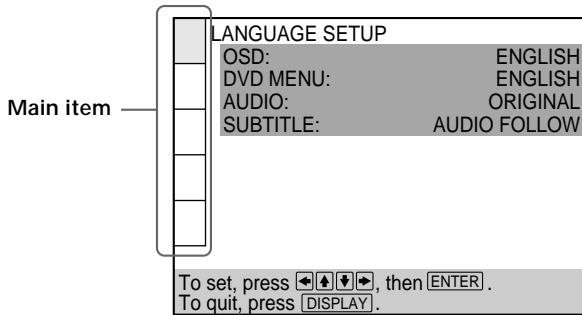 LANGUAGE SETUP
OSD: ENGLISH
DVD MENU: ENGLISH
AUDIO: ORIGINAL
SUBTITLE: AUDIO FOLLOW
Main item
To set, press ←↑↓→, then ENTER.
To quit, press DISPLAY.